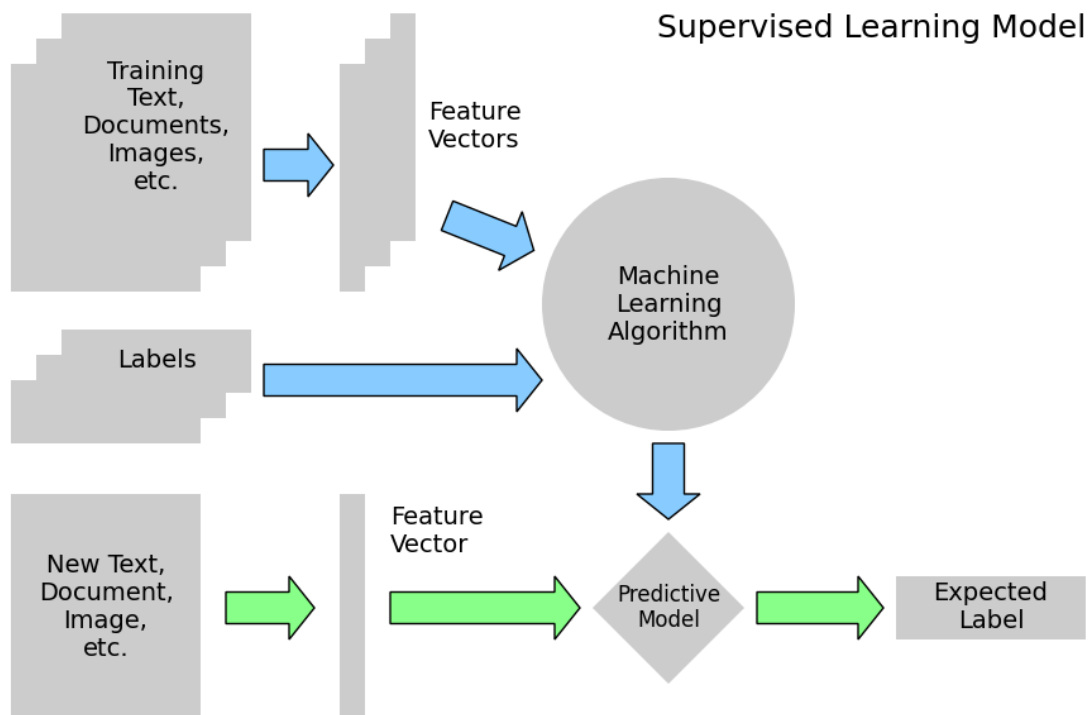 Supervised Learning Model
Training
Text,
Documents,
Images,
etc.
Feature
Vectors
Machine
Learning
Algorithm
Labels
New Text,
Document,
Image,
etc.
Feature
Vector
Predictive
Model
Expected
Label